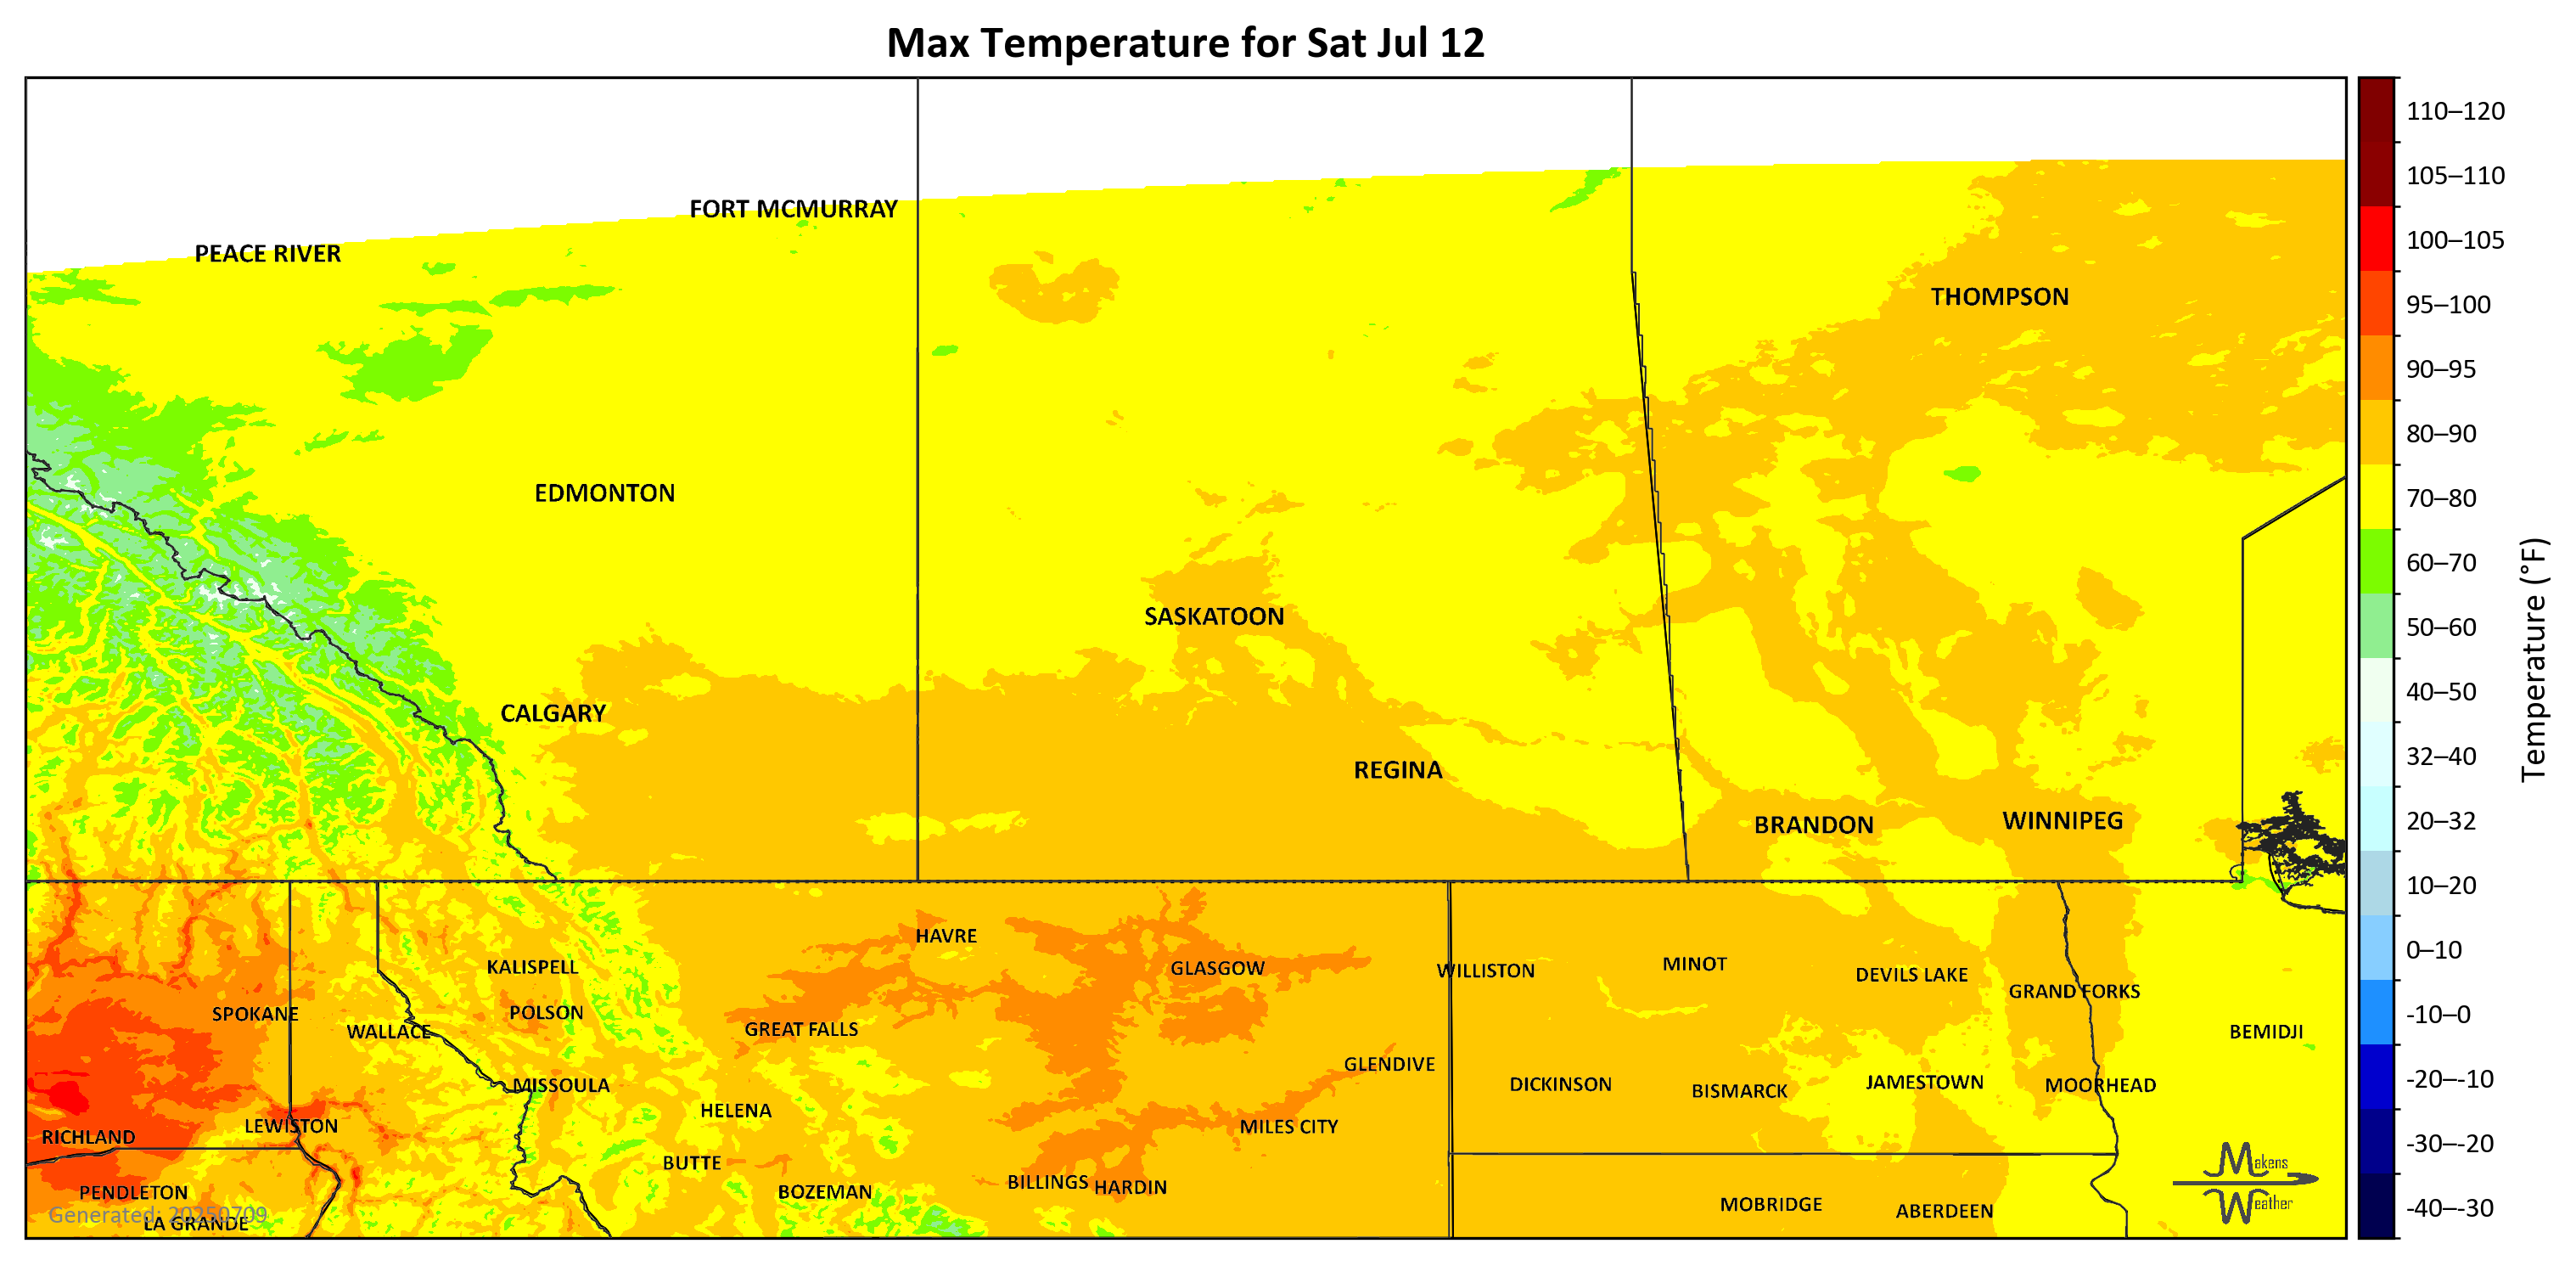 Max Temperature for Sat Jul 12
FORT MCMURRAY
PEACE RIVER
THOMPSON
EDMONTON
SASKATOON
CALGARY
REGINA
BRANDON
WINNIPEG
HAVRE
KALISPELL
GLASGOW
WILLISTON
MINOT
DEVILS LAKE
GRAND FORKS
SPOKANE
POLSON
WALLACE
GREAT FALLS
BEMIDJI
GLENDIVE
MISSOULA
DICKINSON
BISMARCK
JAMESTOWN
MOORHEAD
HELENA
LEWISTON
MILES CITY
RICHLAND
BUTTE
BILLINGS
HARDIN
PENDLETON
BOZEMAN
MOBRIDGE
ABERDEEN
LA GRANDE
Generated: 20250709
Makens
Weather
110–120
105–110
100–105
95–100
90–95
80–90
70–80
60–70
50–60
40–50
32–40
20–32
10–20
0–10
-10–0
-20–-10
-30–-20
-40–-30
Temperature (°F)